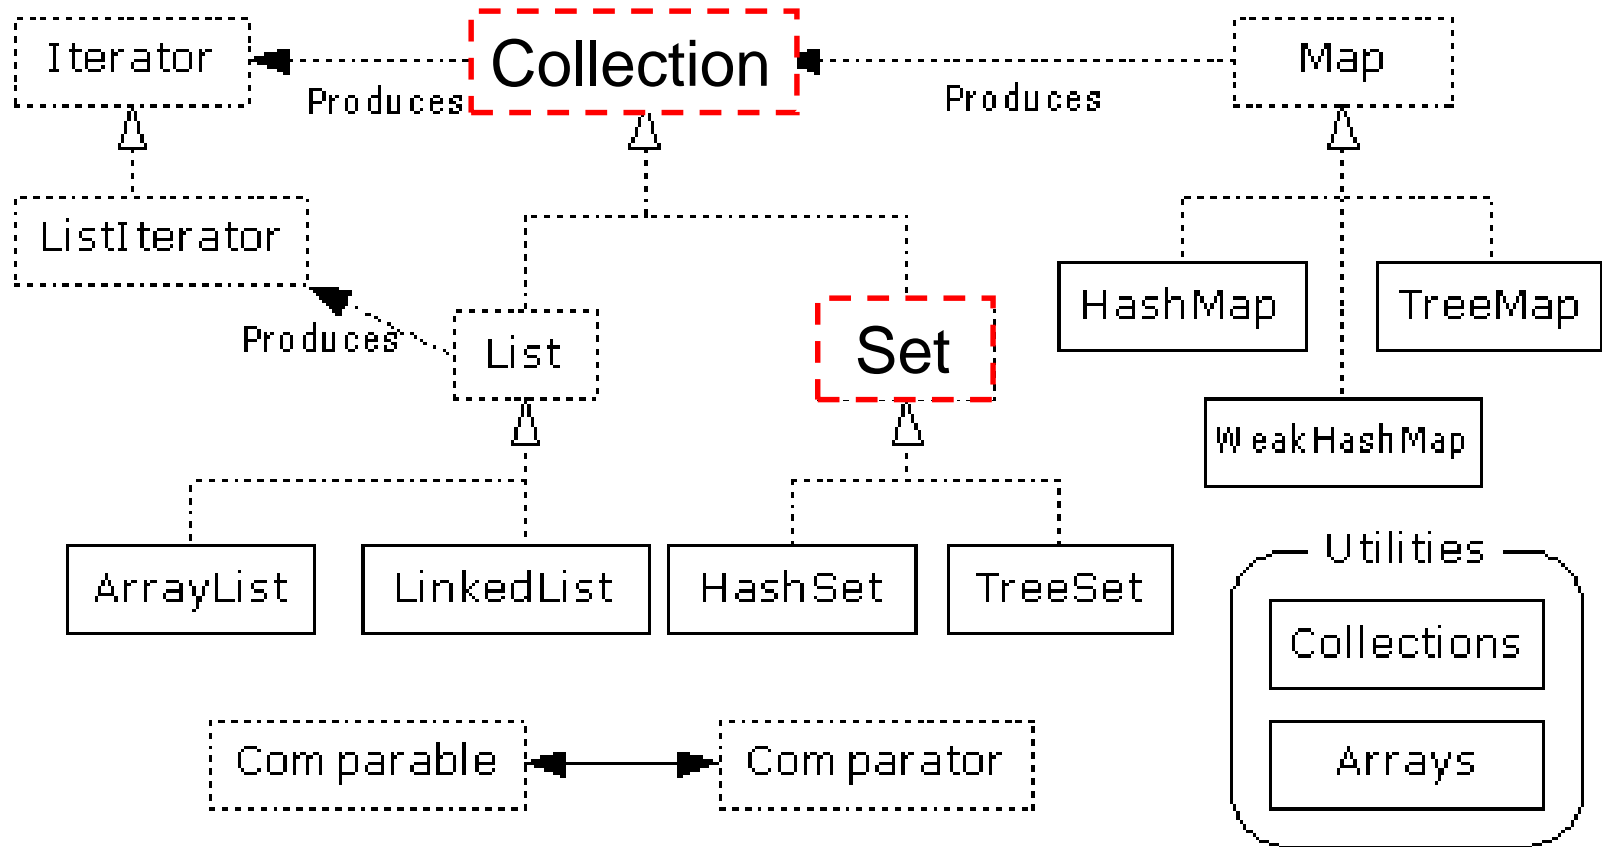 Iterator
Collection
Map
Produces
Produces
ListIterator
Produces
List
Set
HashMap
TreeMap
WeakHashMap
ArrayList
LinkedList
HashSet
TreeSet
Utilities
Collections
Arrays
Comparable
Comparator